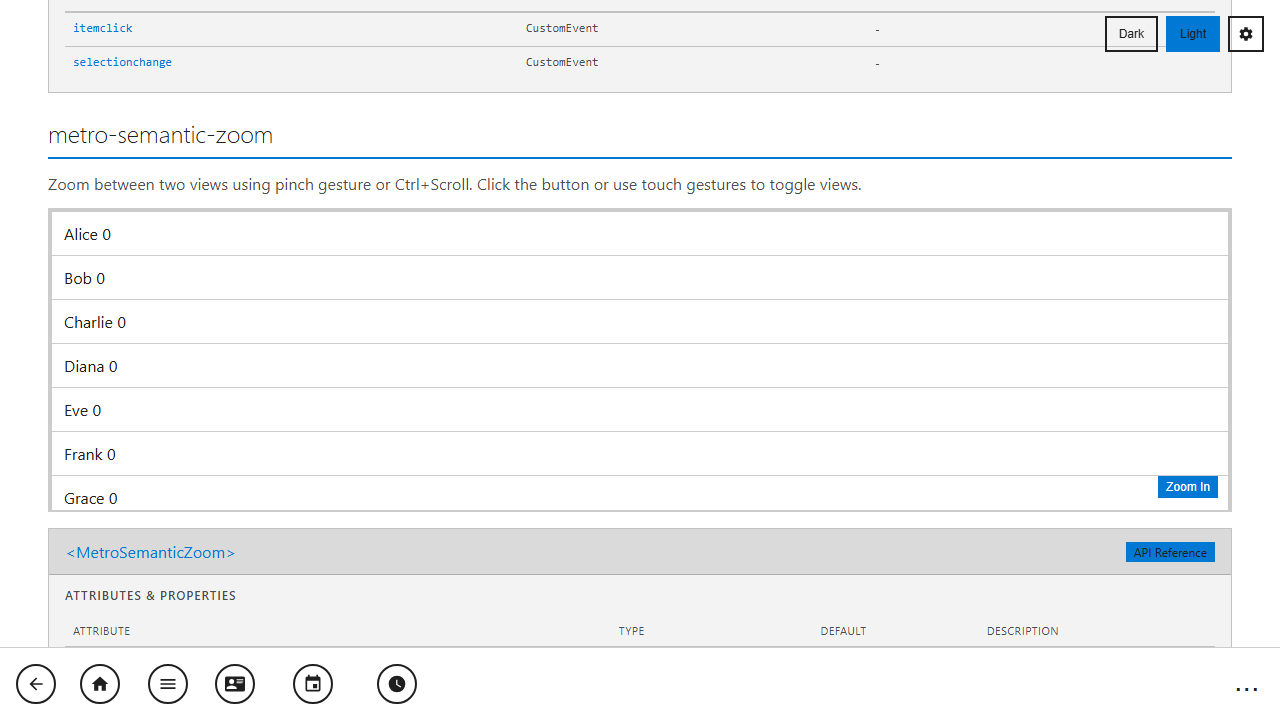 itemclick CustomEvent -
Dark Light
selectionchange CustomEvent -
metro-semantic-zoom
Zoom between two views using pinch gesture or Ctrl+Scroll. Click the button or use touch gestures to toggle views.
Alice 0
Bob 0
Charlie 0
Diana 0
Eve 0
Frank 0
Zoom In
Grace 0
<MetroSemanticZoom> API Reference
ATTRIBUTES & PROPERTIES
ATTRIBUTE TYPE DEFAULT DESCRIPTION
...